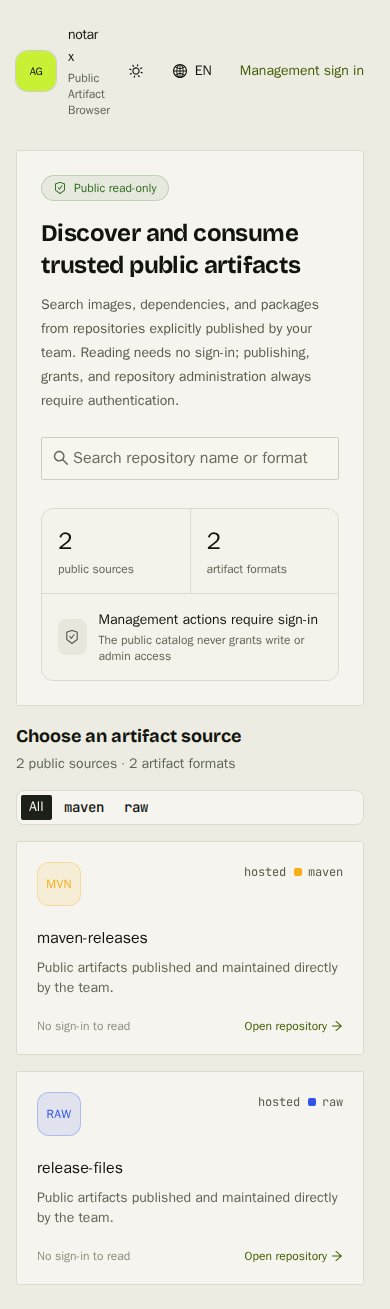 AG
notar
x
Public
Artifact
Browser
EN
Management sign in
Public read-only
Discover and consume
trusted public artifacts
Search images, dependencies, and packages
from repositories explicitly published by your
team. Reading needs no sign-in; publishing,
grants, and repository administration always
require authentication.
Search repository name or format
2
public sources
2
artifact formats
Management actions require sign-in
The public catalog never grants write or
admin access
Choose an artifact source
2 public sources · 2 artifact formats
All maven raw
MVN
hosted maven
maven-releases
Public artifacts published and maintained directly
by the team.
No sign-in to read
Open repository →
RAW
hosted raw
release-files
Public artifacts published and maintained directly
by the team.
No sign-in to read
Open repository →